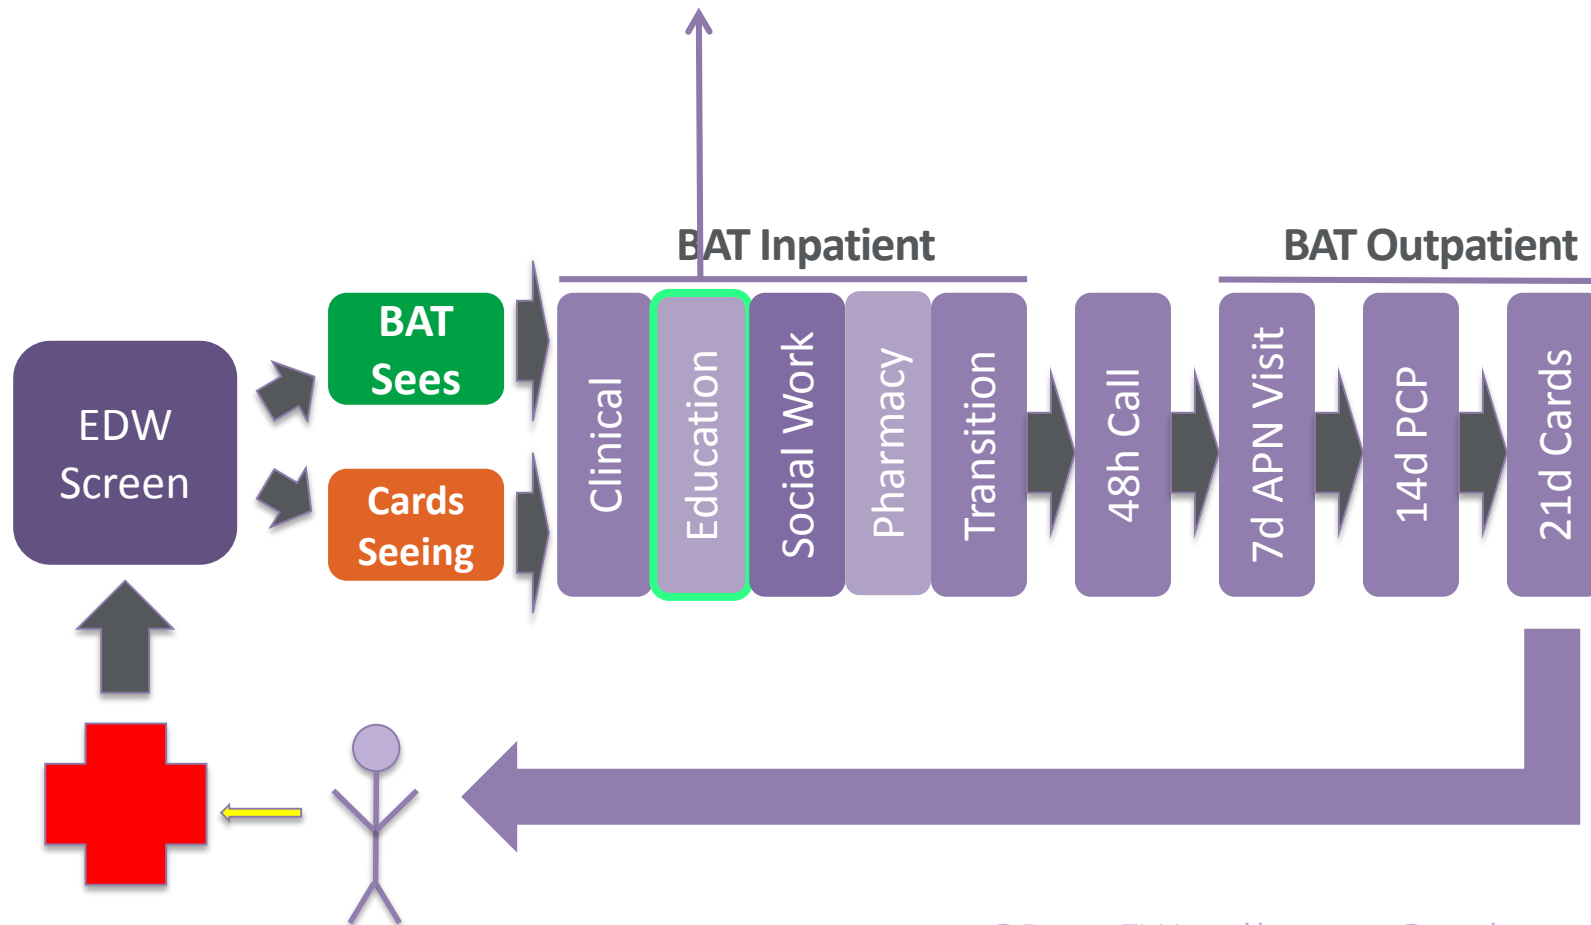 BAT Inpatient
BAT Outpatient
BAT
Sees
EDW
Screen
Cards
Seeing
Clinical
Education
Social Work
Pharmacy
Transition
48h Call
7d APN Visit
14d PCP
21d Cards